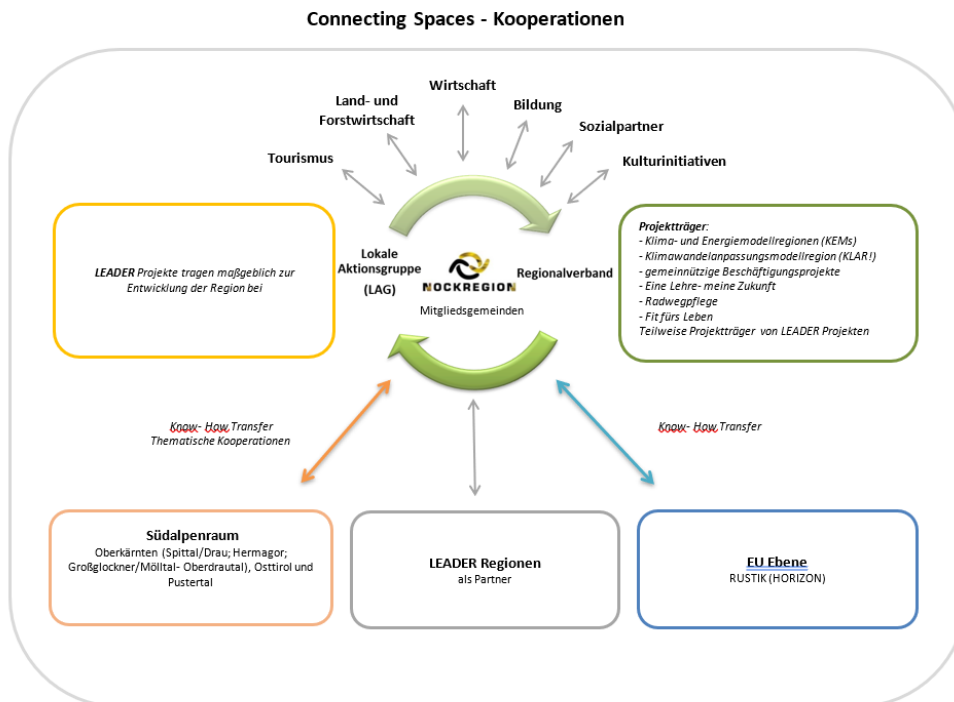 Connecting Spaces - Kooperationen
Wirtschaft
Land- und
Forstwirtschaft
Bildung
Sozialpartner
Tourismus
Kulturinitiativen
LEADER Projekte tragen maßgeblich zur
Entwicklung der Region bei
Lokale
Aktionsgruppe
(LAG)
NOCKREGION
Mitgliedsgemeinden
Regionalverband
Projektträger:
- Klima- und Energiemodellregionen (KEMs)
- Klimawandelanpassungsmodellregion (KLAR!)
- gemeinnützige Beschäftigungsprojekte
- Eine Lehre- meine Zukunft
- Radwegpflege
- Fit fürs Leben
Teilweise Projektträger von LEADER Projekten
Know- How Transfer
Thematische Kooperationen
Know- How Transfer
Südalpenraum
Oberkärnten (Spittal/Drau; Hermagor;
Großglockner/Mölltal- Oberdrautal), Osttirol und
Pustertal
LEADER Regionen
als Partner
EU Ebene
RUSTIK (HORIZON)